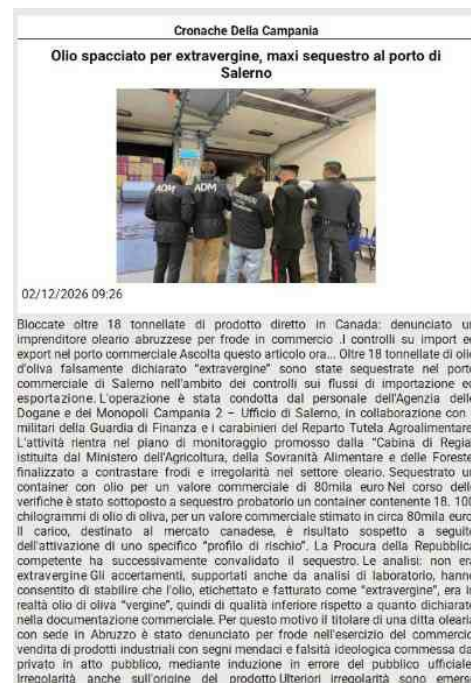 Cronache Della Campania
Olio spacciato per extravergine, maxi sequestro al porto di
Salerno
ADM
ADM
02/12/2026 09:26
Bloccate oltre 18 tonnellate di prodotto diretto in Canada: denunciato un
imprenditore oleario abruzzese per frode in commercio .I controlli su import ed
export nel porto commerciale Ascolta questo articolo ora... Oltre 18 tonnellate di olio
d'oliva falsamente dichiarato "extravergine" sono state sequestrate nel porto
commerciale di Salerno nell'ambito dei controlli sui flussi di importazione ed
esportazione. L'operazione è stata condotta dal personale dell'Agenzia delle
Dogane e dei Monopoli Campania 2 – Ufficio di Salerno, in collaborazione con i
militari della Guardia di Finanza e i carabinieri del Reparto Tutela Agroalimentare.
L'attività rientra nel piano di monitoraggio promosso dalla "Cabina di Regia"
istituita dal Ministero dell'Agricoltura, della Sovranità Alimentare e delle Foreste,
finalizzato a contrastare frodi e irregolarità nel settore oleario. Sequestrato un
container con olio per un valore commerciale di 80mila euro Nel corso delle
verifiche è stato sottoposto a sequestro probatorio un container contenente 18. 100
chilogrammi di olio di oliva, per un valore commerciale stimato in circa 80mila euro.
Il carico, destinato al mercato canadese, è risultato sospetto a seguito
dell'attivazione di uno specifico "profilo di rischio". La Procura della Repubblica
competente ha successivamente convalidato il sequestro. Le analisi: non era
extravergine Gli accertamenti, supportati anche da analisi di laboratorio, hanno
consentito di stabilire che l'olio, etichettato e fatturato come "extravergine", era in
realtà olio di oliva "vergine", quindi di qualità inferiore rispetto a quanto dichiarato
nella documentazione commerciale. Per questo motivo il titolare di una ditta olearia
con sede in Abruzzo è stato denunciato per frode nell'esercizio del commercio,
vendita di prodotti industriali con segni mendaci e falsità ideologica commessa dal
privato in atto pubblico, mediante induzione in errore del pubblico ufficiale.
Irregolarità anche sull'origine del prodotto Ulteriori irregolarità sono emerse